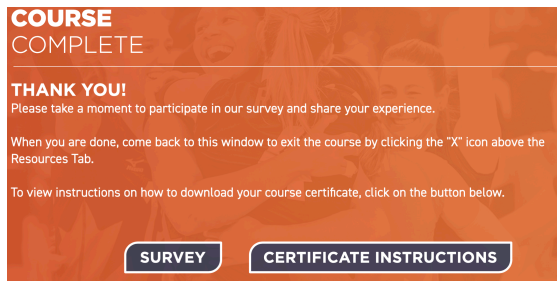 COURSE
COMPLETE
THANK YOU!
Please take a moment to participate in our survey and share your experience.
When you are done, come back to this window to exit the course by clicking the "X" icon above the
Resources Tab.
To view instructions on how to download your course certificate, click on the button below.
SURVEY
CERTIFICATE INSTRUCTIONS